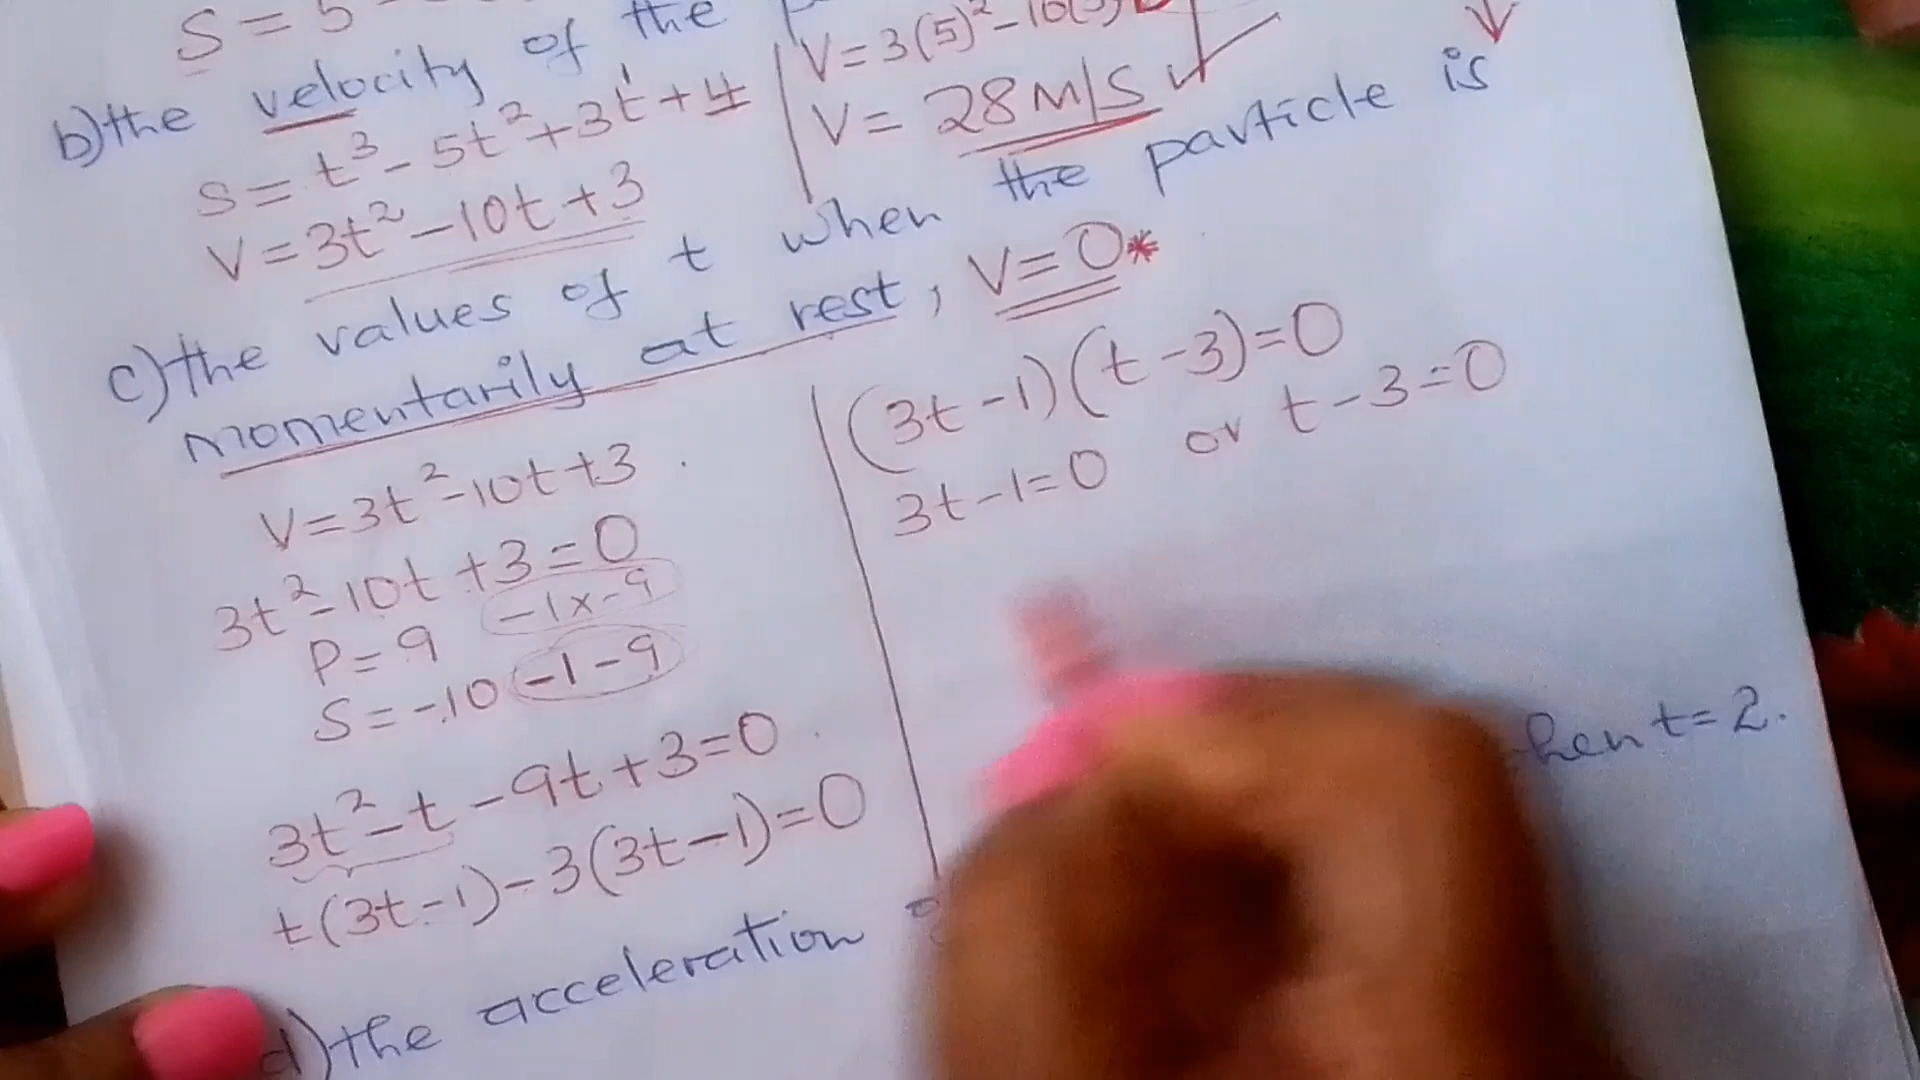 S = 5
b) the velocity of the
S = t³ - 5t² + 3t + 4
V = 3t² - 10t + 3
V = 3(5)² - 10(5)
V = 28 M/S ✓
c) the values of t when the particle is
momentarily at rest, V = 0*
V = 3t² - 10t + 3
3t² - 10t + 3 = 0
P = 9 -1 x -9
S = -10 -1 - 9
3t² - t - 9t + 3 = 0
t(3t - 1) - 3(3t - 1) = 0
(3t - 1)(t - 3) = 0
3t - 1 = 0 or t - 3 = 0
d) the acceleration hen t = 2.